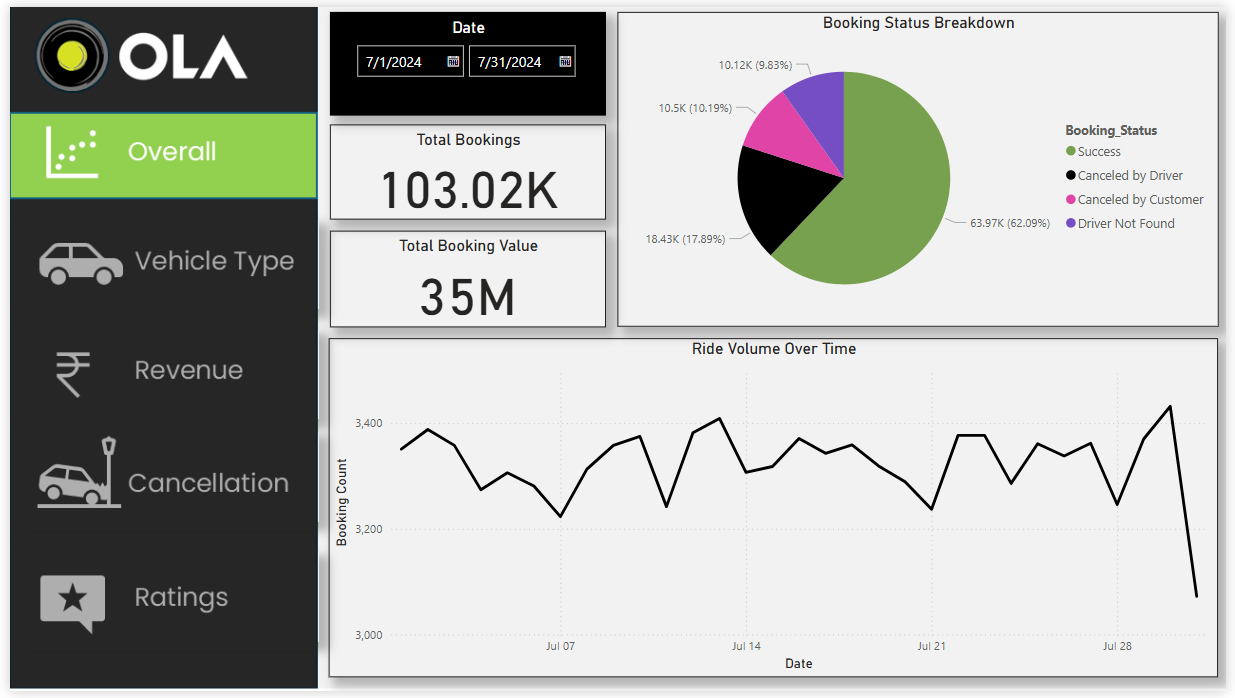 OLA
Overall
Vehicle Type
Revenue
Cancellation
Ratings
Date
7/1/2024
7/31/2024
Total Bookings
103.02K
Total Booking Value
35M
Booking Status Breakdown
10.12K (9.83%)
10.5K (10.19%)
18.43K (17.89%)
63.97K (62.09%)
Booking_Status
Success
Canceled by Driver
Canceled by Customer
Driver Not Found
Ride Volume Over Time
Booking Count
3,400
3,200
3,000
Jul 07
Jul 14
Jul 21
Jul 28
Date